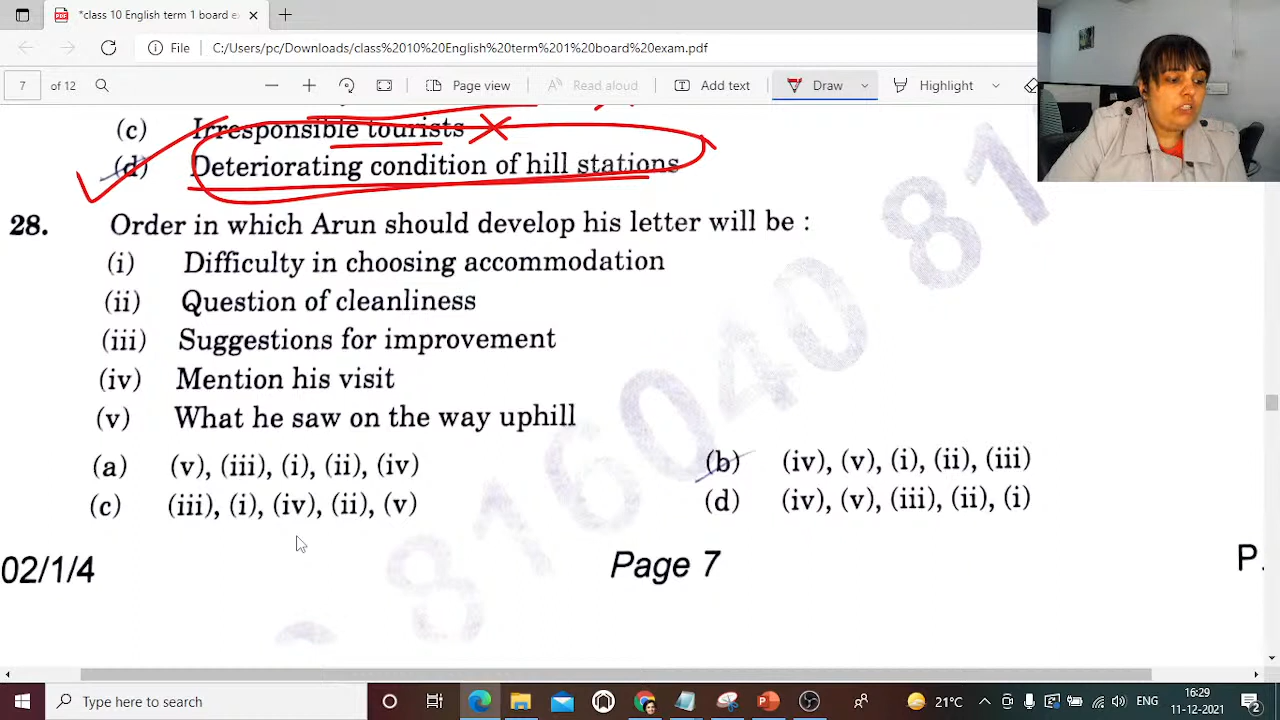 *class 10 English term 1 board e
File
C:/Users/pc/Downloads/class%2010%20English%20term%201%20board%20exam.pdf
7 of 12
Page view
Read aloud
Add text
Draw
Highlight
(c) Irresponsible tourists
(d) Deteriorating condition of hill stations
28. Order in which Arun should develop his letter will be :
(i) Difficulty in choosing accommodation
(ii) Question of cleanliness
(iii) Suggestions for improvement
(iv) Mention his visit
(v) What he saw on the way uphill
(a) (v), (iii), (i), (ii), (iv)
(b) (iv), (v), (i), (ii), (iii)
(c) (iii), (i), (iv), (ii), (v)
(d) (iv), (v), (iii), (ii), (i)
02/1/4
Page 7
P.
816040 81
Type here to search
21°C
ENG
16:29
11-12-2021